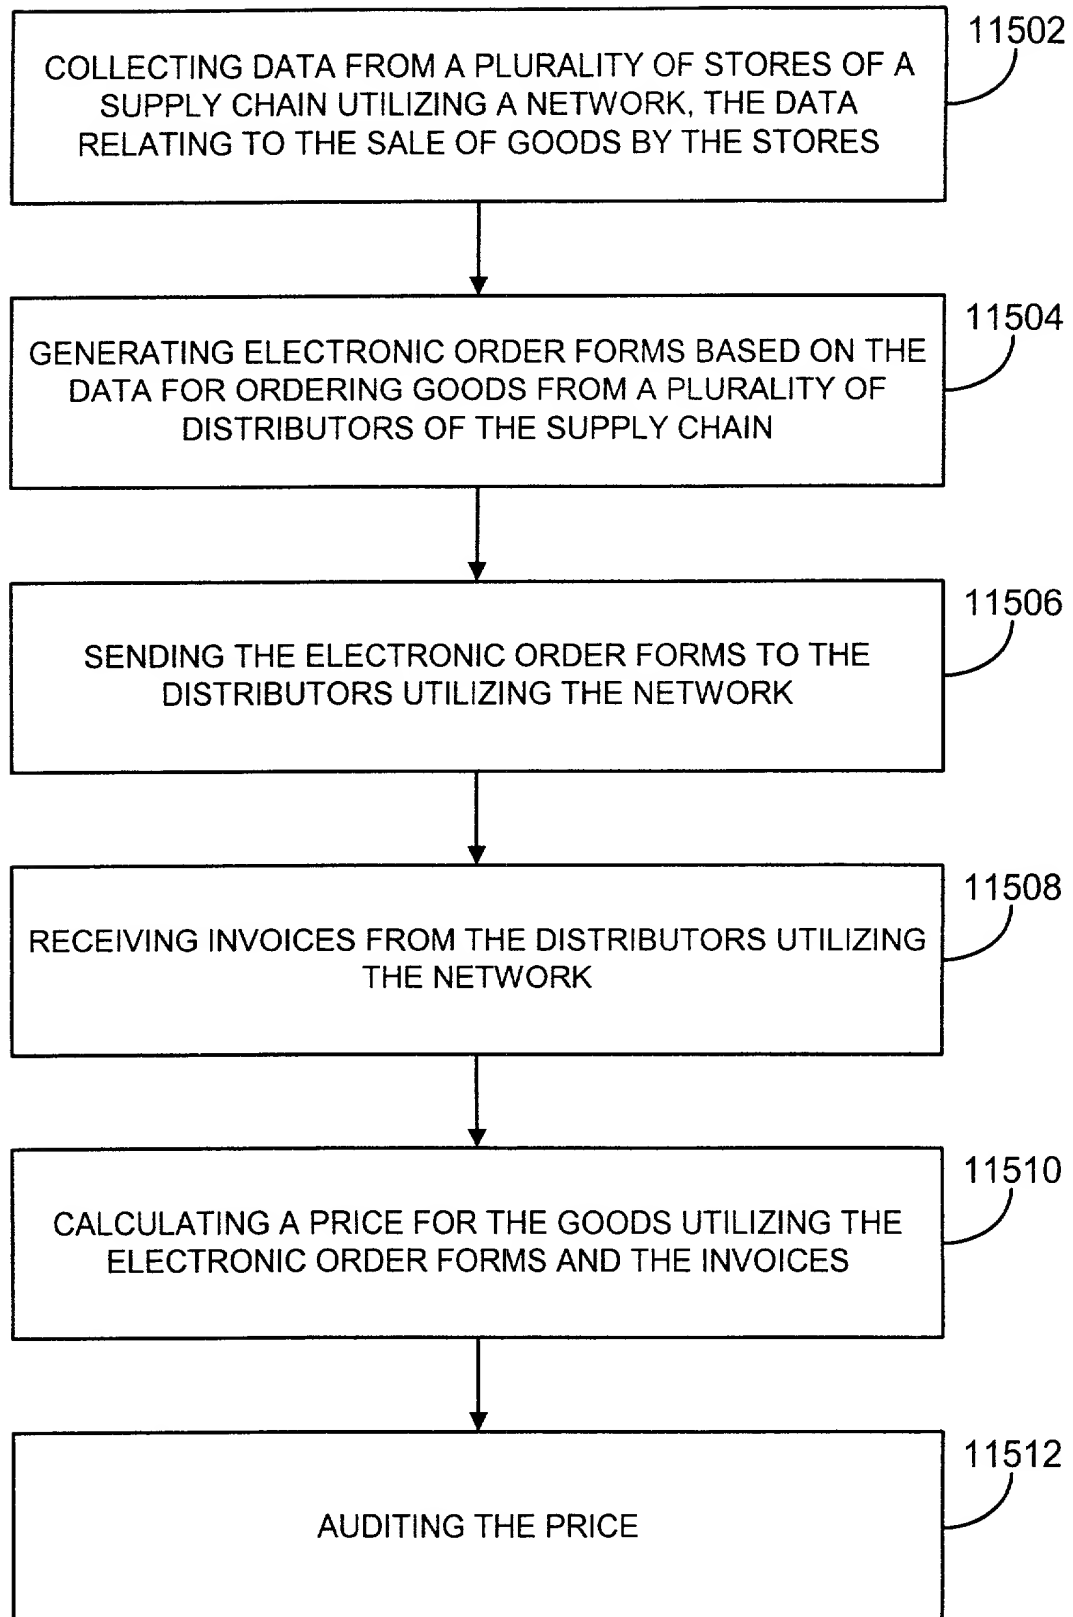 11502
COLLECTING DATA FROM A PLURALITY OF STORES OF A
SUPPLY CHAIN UTILIZING A NETWORK, THE DATA
RELATING TO THE SALE OF GOODS BY THE STORES
11504
GENERATING ELECTRONIC ORDER FORMS BASED ON THE
DATA FOR ORDERING GOODS FROM A PLURALITY OF
DISTRIBUTORS OF THE SUPPLY CHAIN
11506
SENDING THE ELECTRONIC ORDER FORMS TO THE
DISTRIBUTORS UTILIZING THE NETWORK
11508
RECEIVING INVOICES FROM THE DISTRIBUTORS UTILIZING
THE NETWORK
11510
CALCULATING A PRICE FOR THE GOODS UTILIZING THE
ELECTRONIC ORDER FORMS AND THE INVOICES
11512
AUDITING THE PRICE